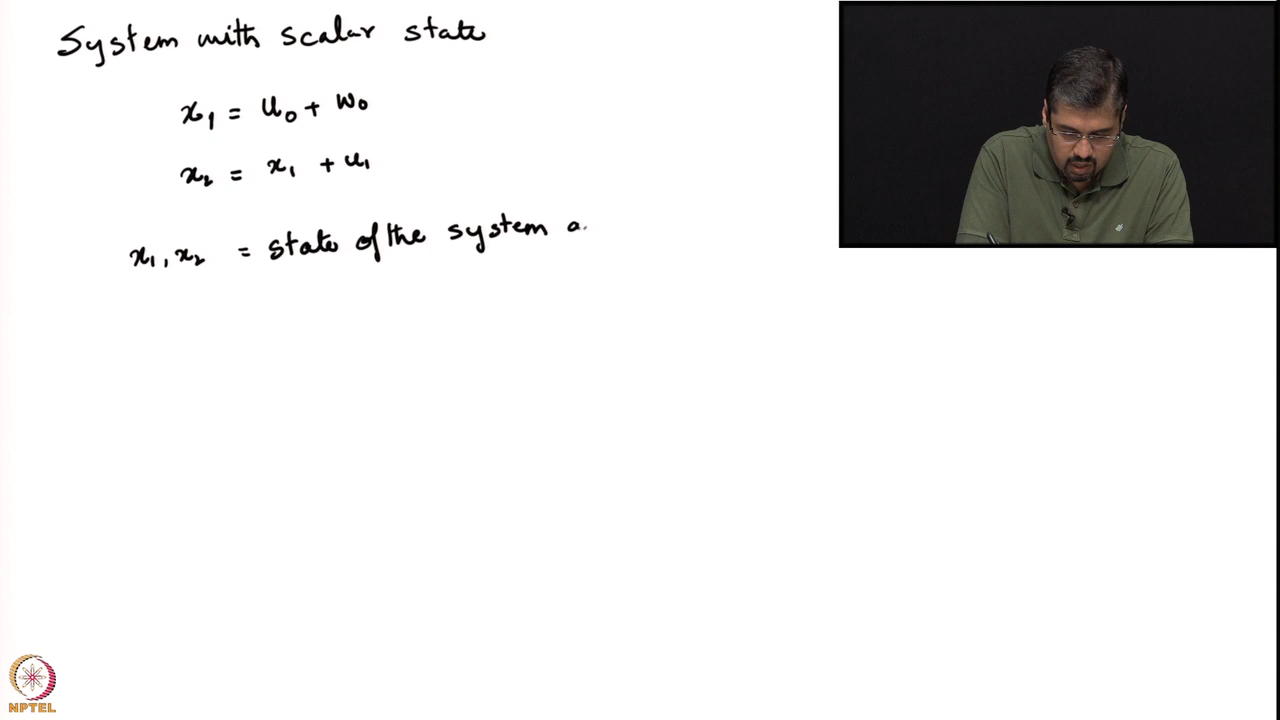 System with scalar state
x₁ = u₀ + w₀
x₂ = x₁ + u₁
x₁, x₂ = state of the system a
NPTEL